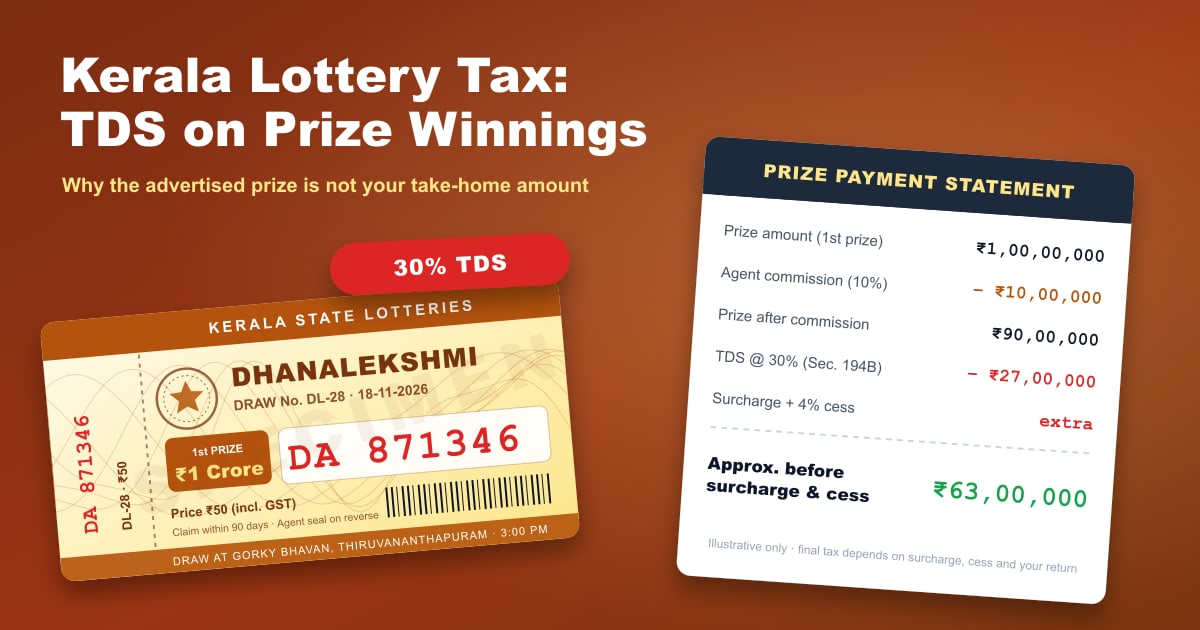 Kerala Lottery Tax:
TDS on Prize Winnings
Why the advertised prize is not your take-home amount
30% TDS
KERALA STATE LOTTERIES
DHANALEKSHMI
DRAW No. DL-28 · 18-11-2026
SPECIMEN
1st PRIZE
₹1 Crore
DA 871346
DA 871346
DL-28 · ₹50
Price ₹50 (incl. GST)
Claim within 90 days · Agent seal on reverse
DRAW AT GORKY BHAVAN, THIRUVANANTHAPURAM · 3:00 PM
PRIZE PAYMENT STATEMENT
Prize amount (1st prize) ₹1,00,00,000
Agent commission (10%) − ₹10,00,000
Prize after commission ₹90,00,000
TDS @ 30% (Sec. 194B) − ₹27,00,000
Surcharge + 4% cess extra
Approx. before
surcharge & cess ₹63,00,000
Illustrative only · final tax depends on surcharge, cess and your return